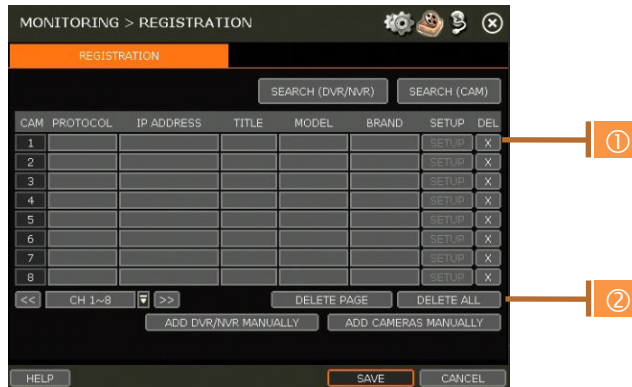 MONITORING > REGISTRATION
REGISTRATION
SEARCH (DVR/NVR) SEARCH (CAM)
CAM PROTOCOL IP ADDRESS TITLE MODEL BRAND SETUP DEL
1 SETUP X
①
2 SETUP X
3 SETUP X
4 SETUP X
5 SETUP X
6 SETUP X
7 SETUP X
8 SETUP X
<< CH 1~8 >> DELETE PAGE DELETE ALL
②
ADD DVR/NVR MANUALLY ADD CAMERAS MANUALLY
HELP SAVE CANCEL